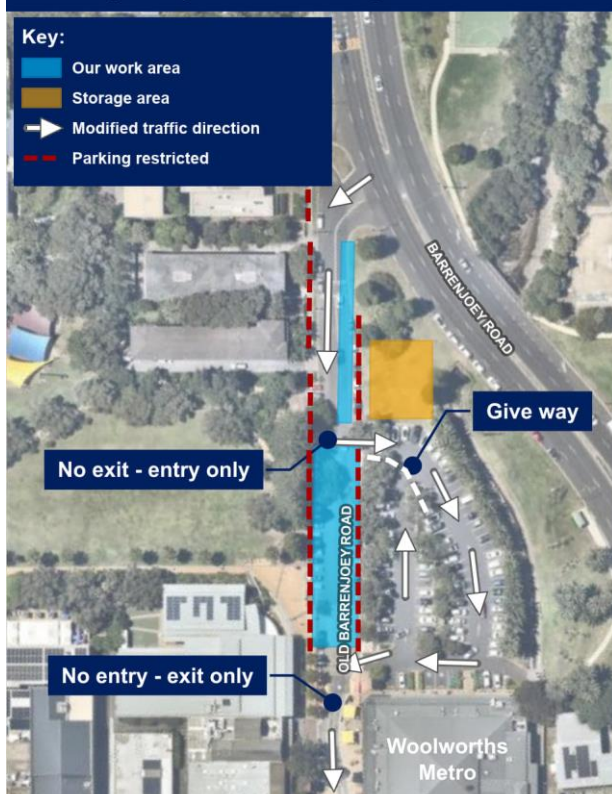 Key:
Our work area
Storage area
Modified traffic direction
Parking restricted
BARRENJOEY ROAD
Give way
No exit - entry only
OLD BARRENJOEY ROAD
No entry - exit only
Woolworths
Metro